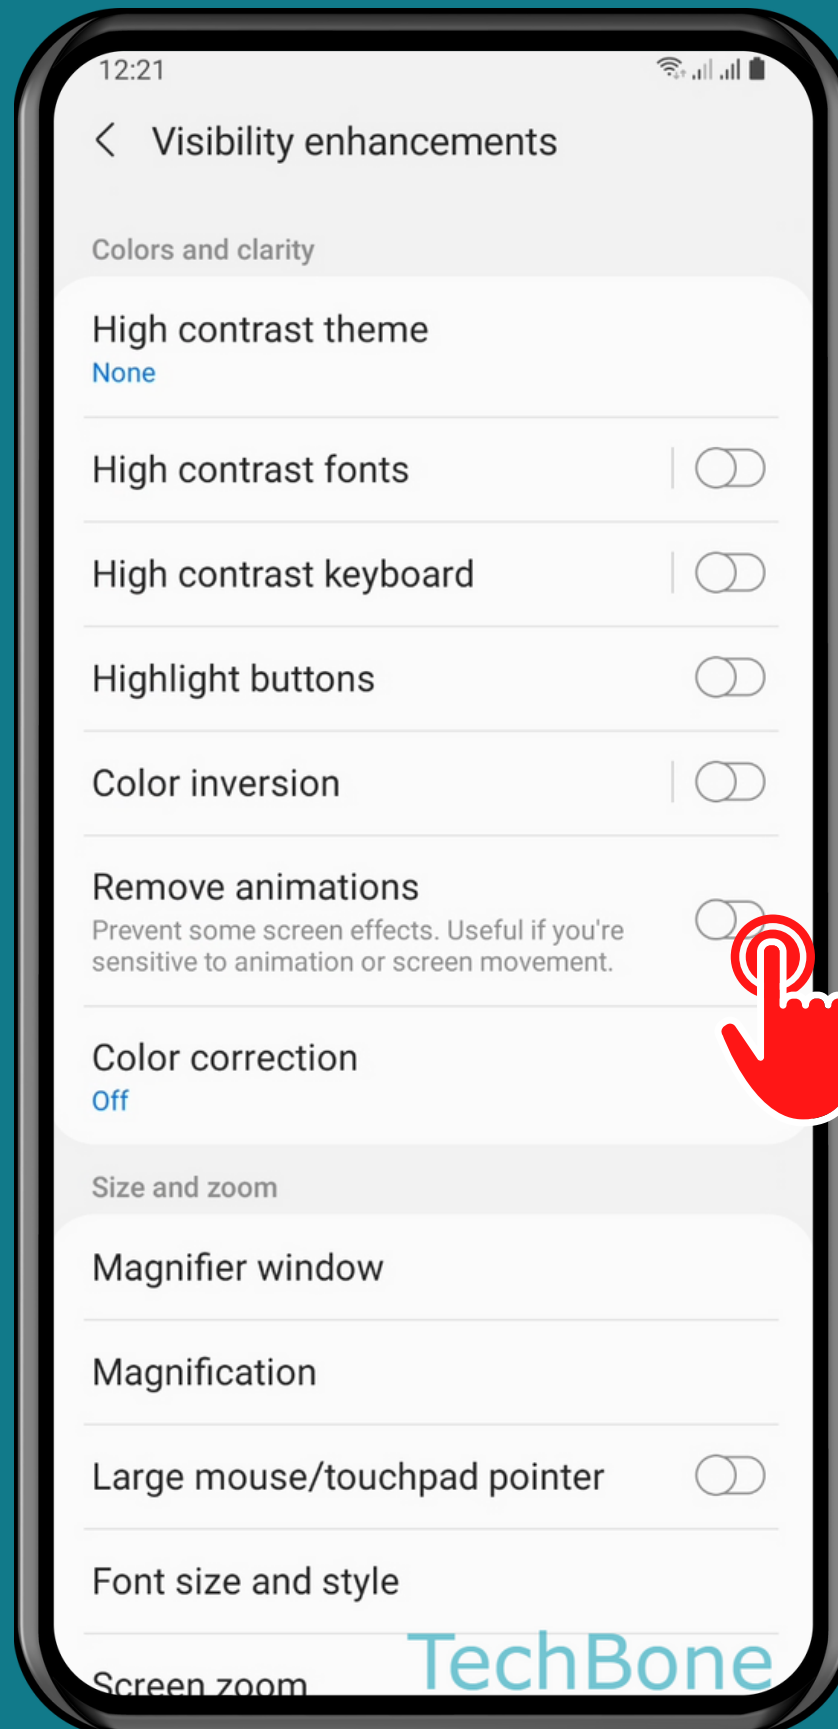 12:21
Visibility enhancements
Colors and clarity
High contrast theme
None
High contrast fonts
High contrast keyboard
Highlight buttons
Color inversion
Remove animations
Prevent some screen effects. Useful if you're
sensitive to animation or screen movement.
Color correction
Off
Size and zoom
Magnifier window
Magnification
Large mouse/touchpad pointer
Font size and style
Screen zoom
TechBone